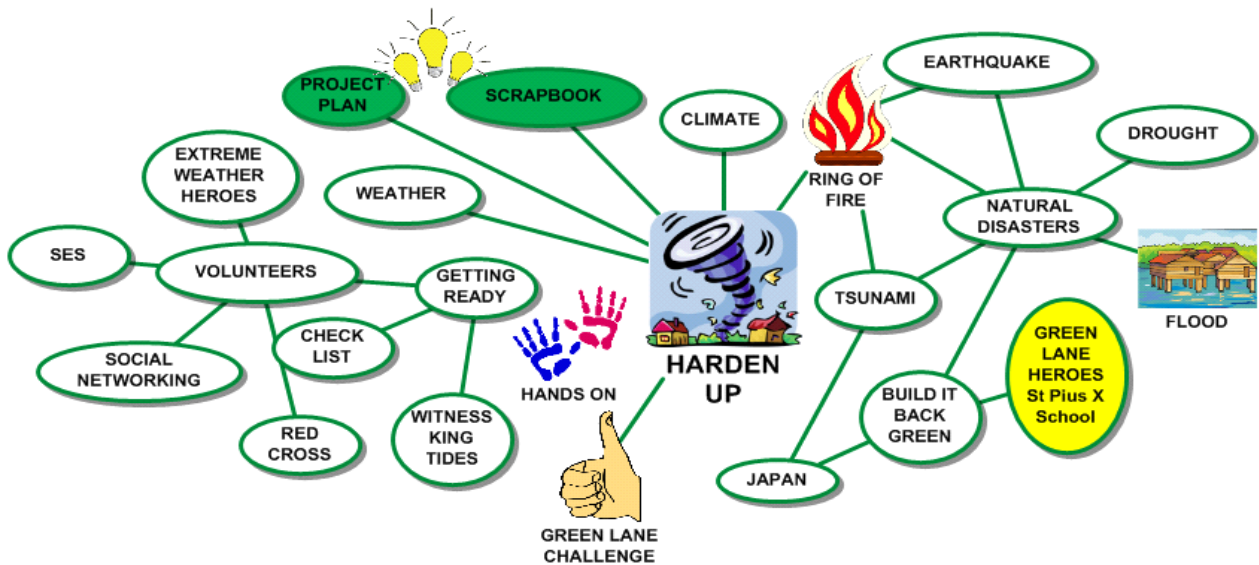 PROJECT
PLAN
SCRAPBOOK
CLIMATE
EARTHQUAKE
DROUGHT
EXTREME
WEATHER
HEROES
WEATHER
RING OF
FIRE
NATURAL
DISASTERS
SES
VOLUNTEERS
GETTING
READY
TSUNAMI
FLOOD
CHECK
LIST
HARDEN
UP
GREEN
LANE
HEROES
St Pius X
School
SOCIAL
NETWORKING
HANDS ON
BUILD IT
BACK
GREEN
RED
CROSS
WITNESS
KING
TIDES
JAPAN
GREEN LANE
CHALLENGE